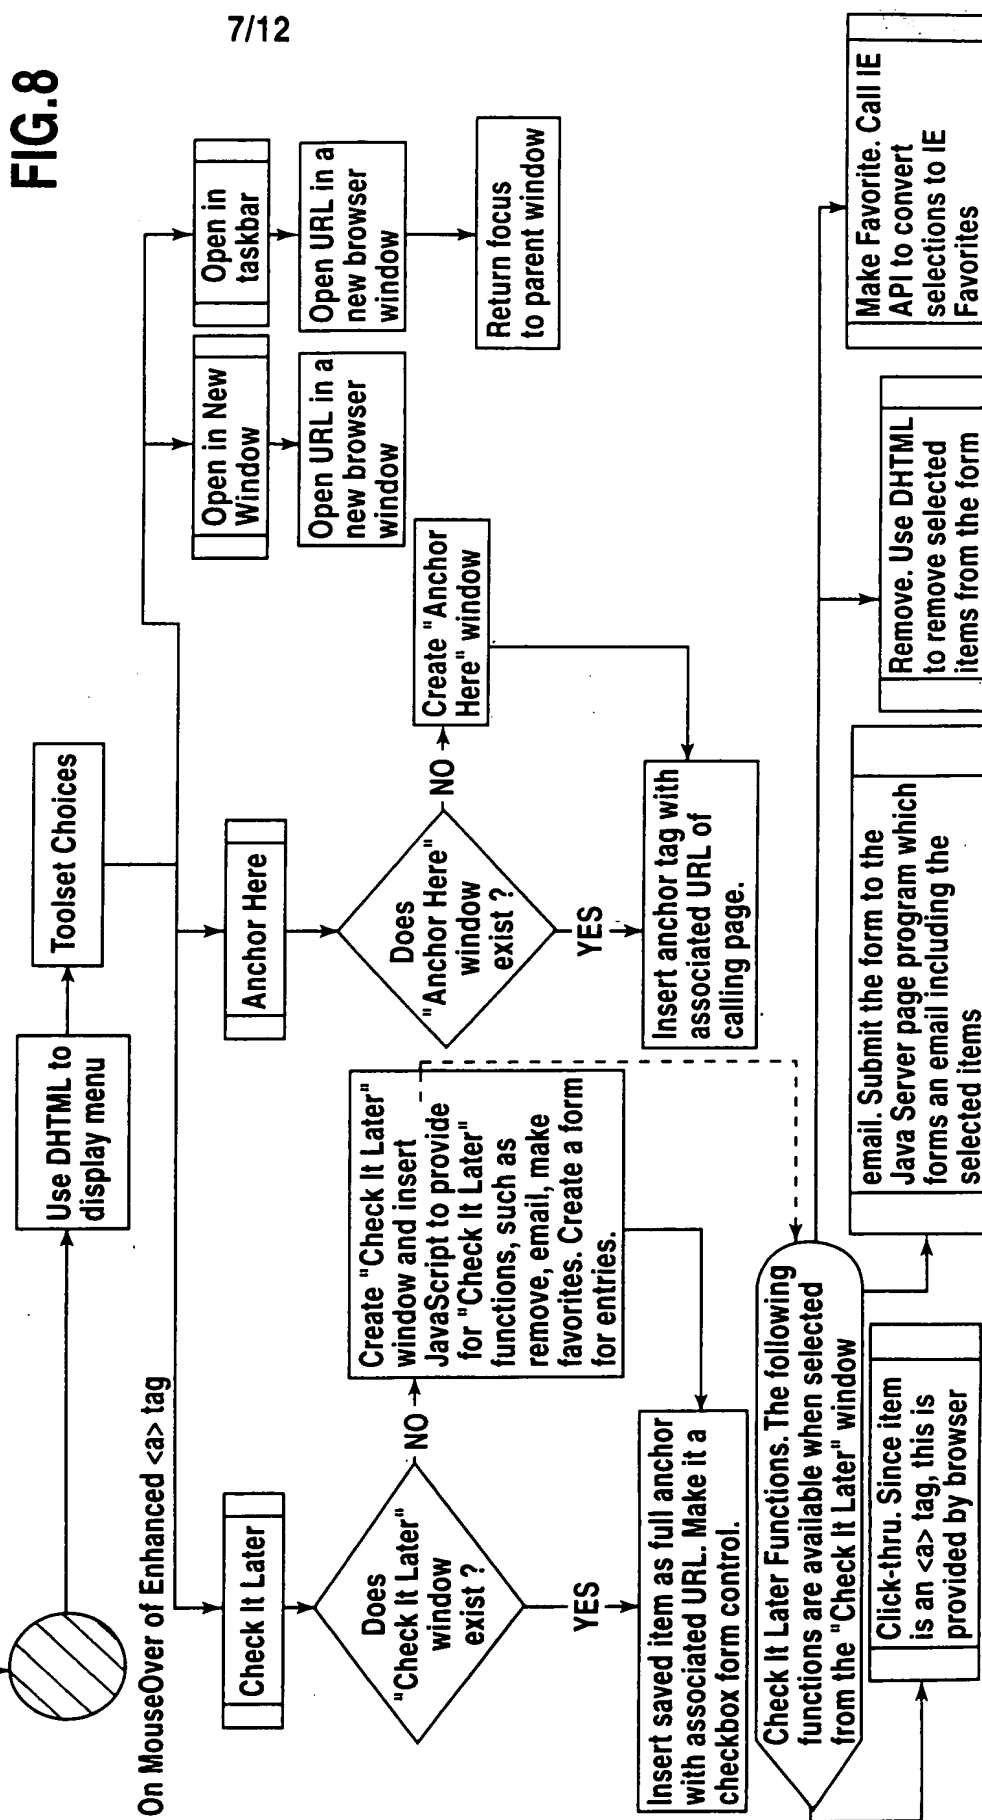 7/12
FIG.8
On MouseOver of Enhanced <a> tag
Use DHTML to
display menu
Toolset Choices
Check It Later
Does
"Check It Later"
window
exist ?
NO
YES
Create "Check It Later"
window and insert
JavaScript to provide
for "Check It Later"
functions, such as
remove, email, make
favorites. Create a form
for entries.
Insert saved item as full anchor
with associated URL. Make it a
checkbox form control.
Anchor Here
Does
"Anchor Here"
window
exist ?
NO
YES
Create "Anchor
Here" window
Insert anchor tag with
associated URL of
calling page.
Open in New
Window
Open URL in a
new browser
window
Open in
taskbar
Open URL in a
new browser
window
Return focus
to parent window
Check It Later Functions. The following
functions are available when selected
from the "Check It Later" window
Click-thru. Since item
is an <a> tag, this is
provided by browser
email. Submit the form to the
Java Server page program which
forms an email including the
selected items
Remove. Use DHTML
to remove selected
items from the form
Make Favorite. Call IE
API to convert
selections to IE
Favorites